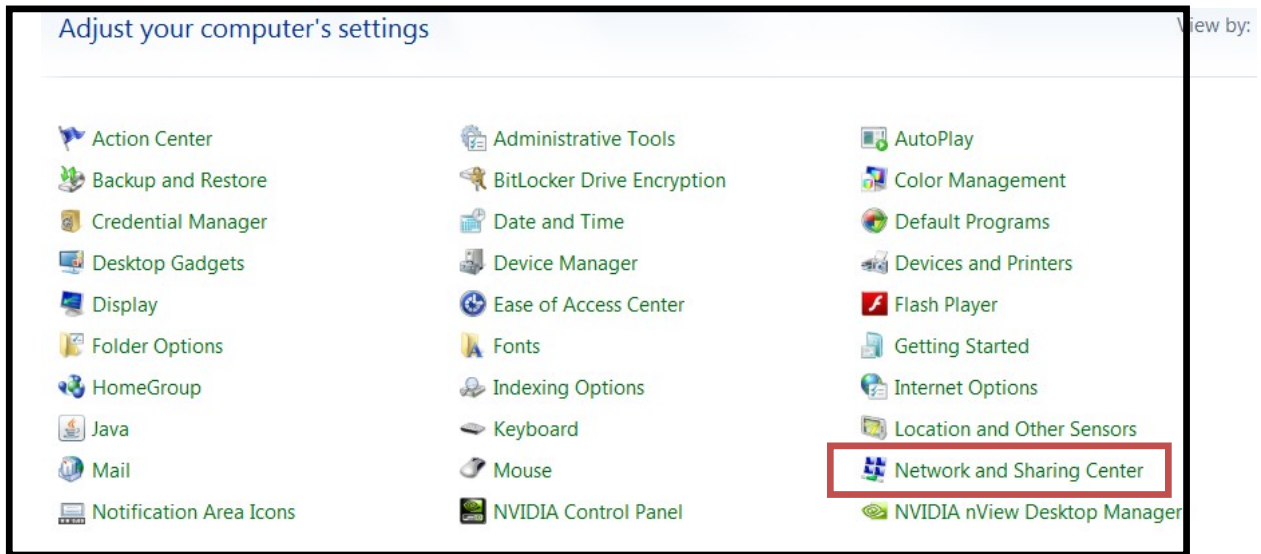 Adjust your computer's settings
View by:
Action Center Administrative Tools AutoPlay
Backup and Restore BitLocker Drive Encryption Color Management
Credential Manager Date and Time Default Programs
Desktop Gadgets Device Manager Devices and Printers
Display Ease of Access Center Flash Player
Folder Options Fonts Getting Started
HomeGroup Indexing Options Internet Options
Java Keyboard Location and Other Sensors
Mail Mouse Network and Sharing Center
Notification Area Icons NVIDIA Control Panel NVIDIA nView Desktop Manager